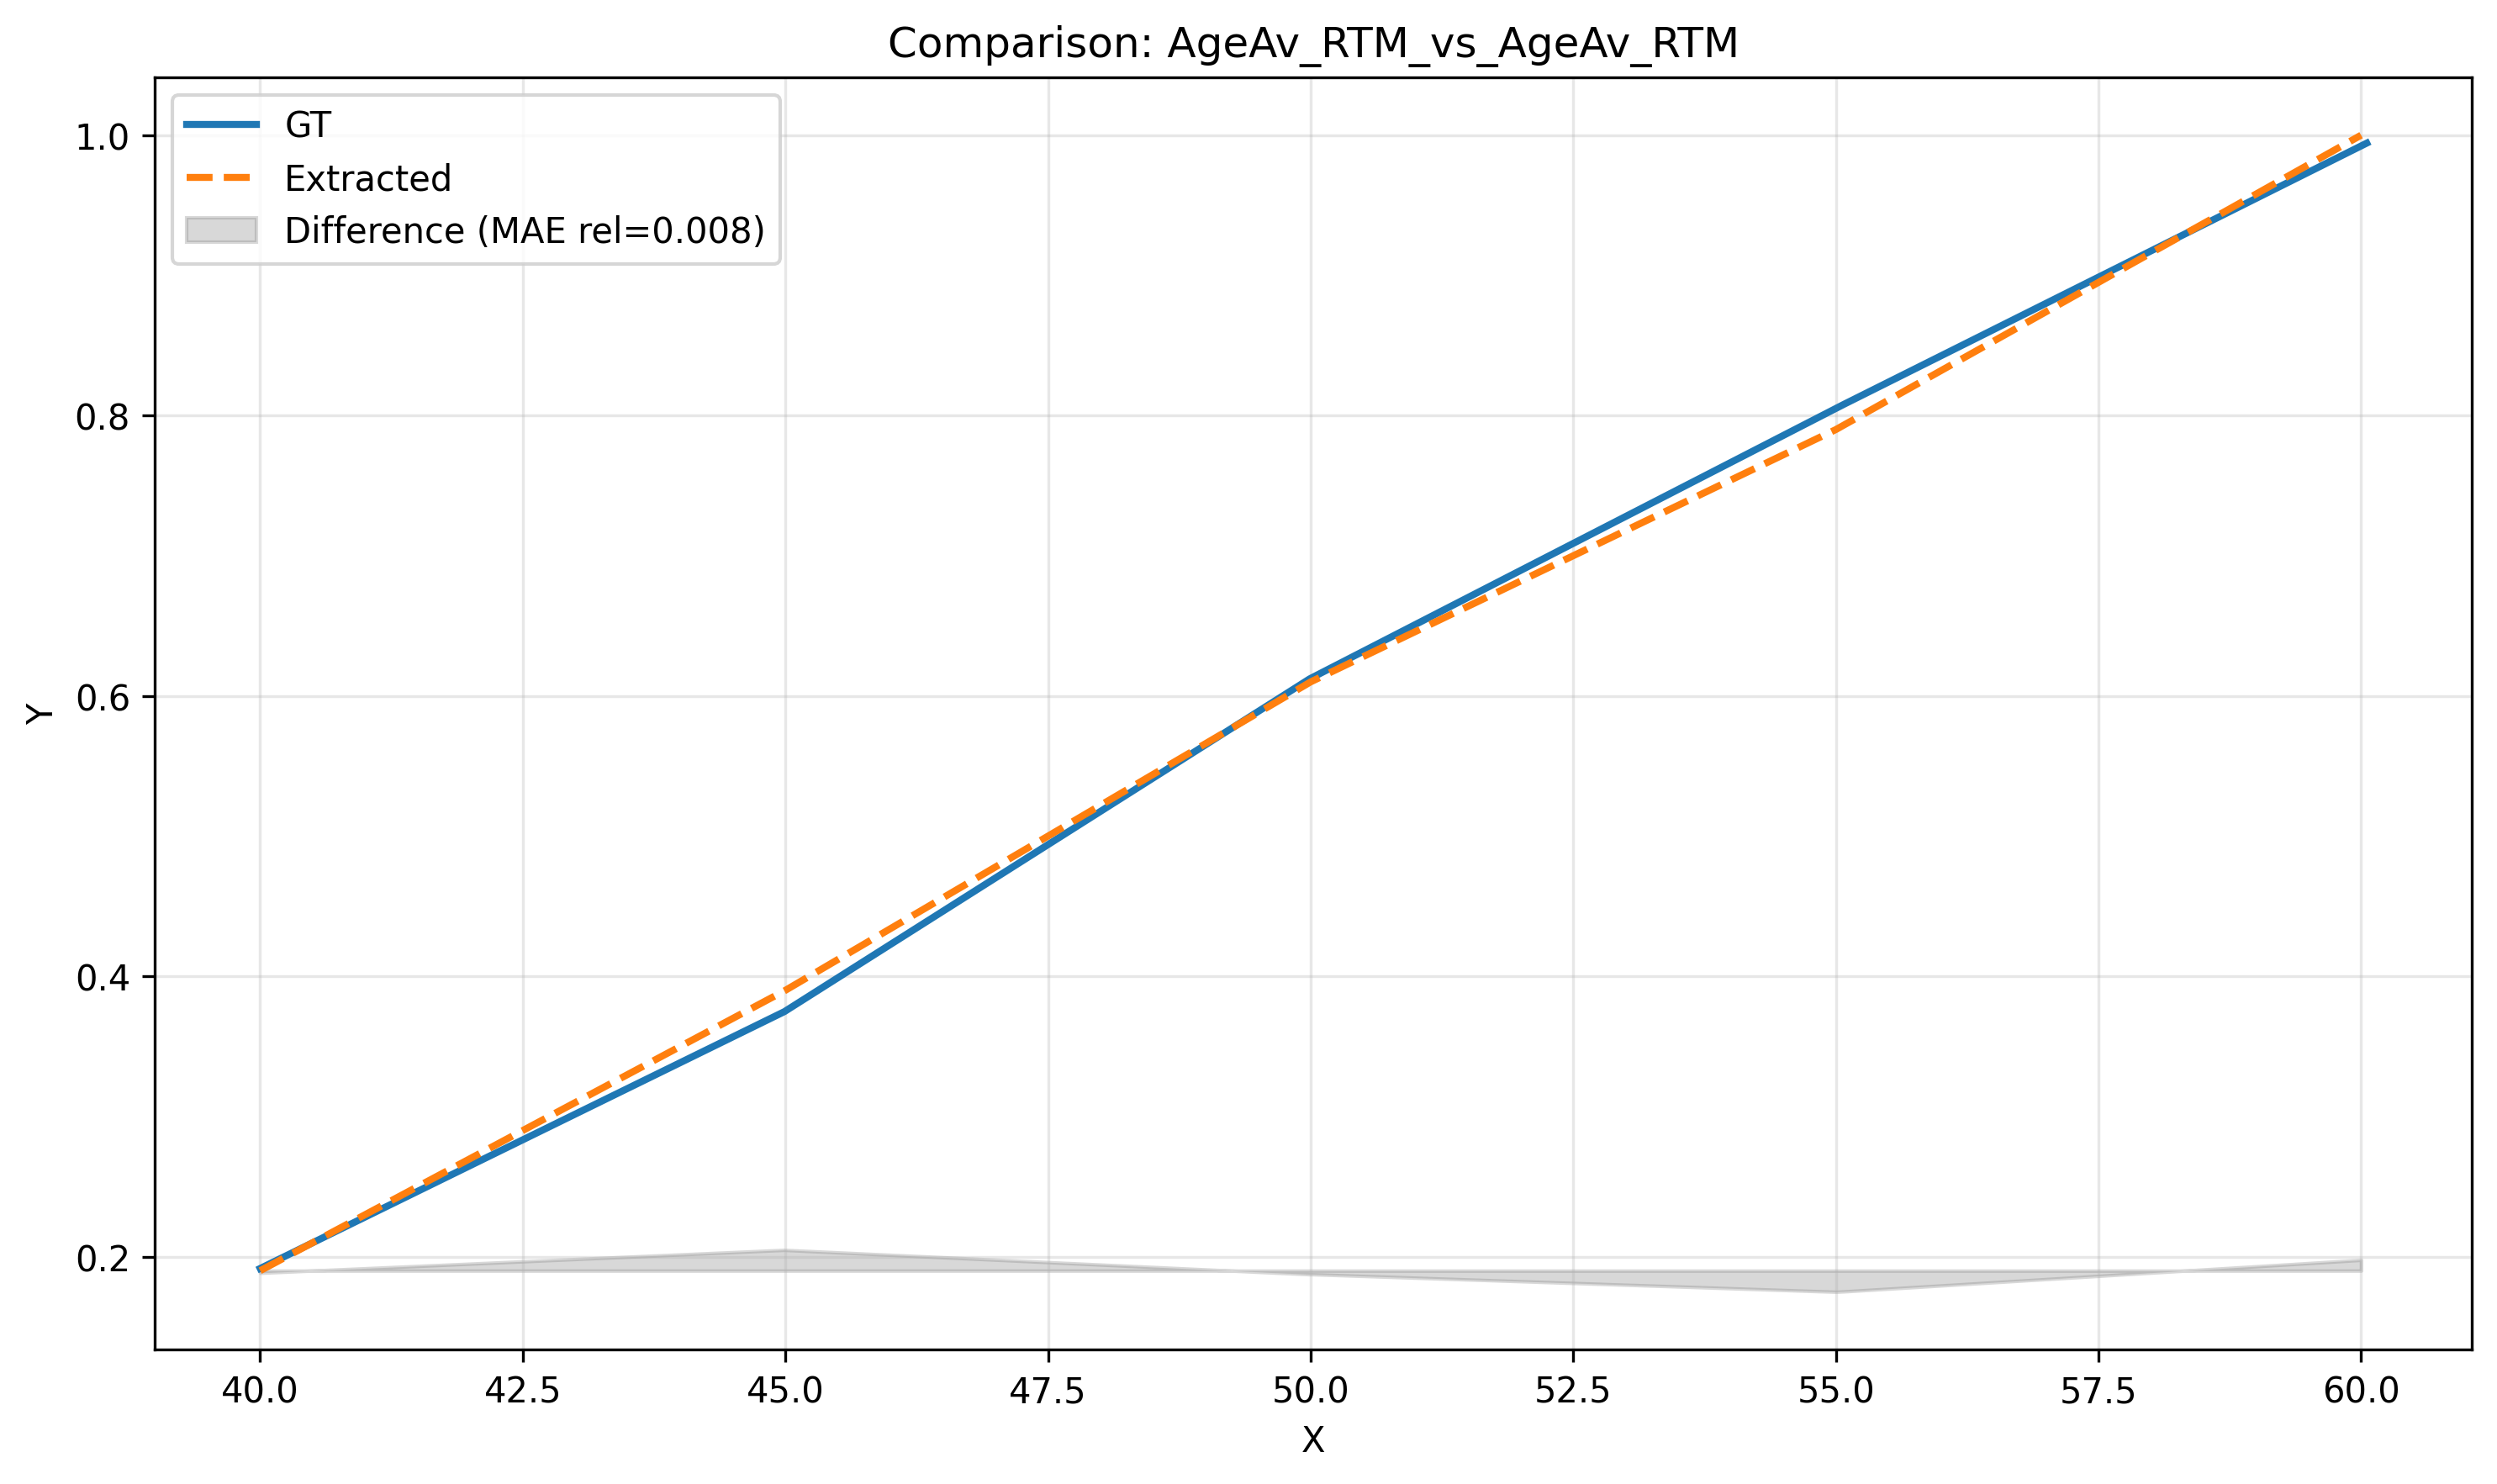 Comparison: AgeAv_RTM_vs_AgeAv_RTM
GT
Extracted
Difference (MAE rel=0.008)
1.0
0.8
0.6
0.4
0.2
Y
40.0 42.5 45.0 47.5 50.0 52.5 55.0 57.5 60.0
X